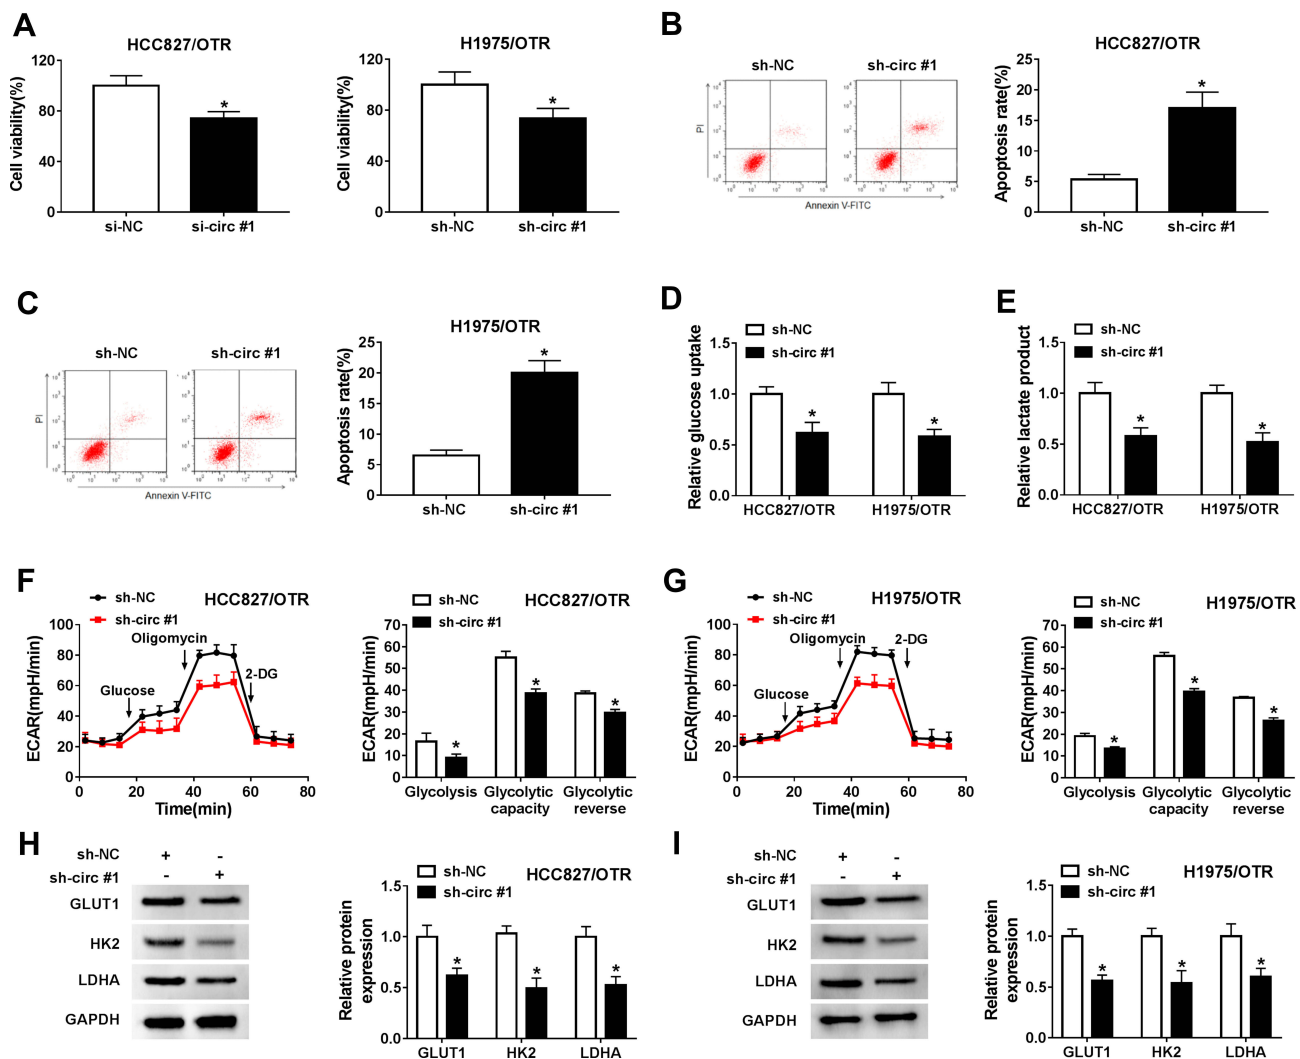 A
HCC827/OTR
Cell viability(%)
120
80
40
0
*
si-NC
si-circ #1
H1975/OTR
Cell viability(%)
120
80
40
0
*
sh-NC
sh-circ #1
B
sh-NC
sh-circ #1
PI
Annexin V-FITC
HCC827/OTR
Apoptosis rate(%)
25
20
15
10
5
0
*
sh-NC
sh-circ #1
C
sh-NC
sh-circ #1
PI
Annexin V-FITC
H1975/OTR
Apoptosis rate(%)
25
20
15
10
5
0
*
sh-NC
sh-circ #1
D
sh-NC
sh-circ #1
Relative glucose uptake
1.5
1.0
0.5
0.0
*
*
HCC827/OTR
H1975/OTR
E
sh-NC
sh-circ #1
Relative lactate product
1.5
1.0
0.5
0.0
*
*
HCC827/OTR
H1975/OTR
F
sh-NC
sh-circ #1
HCC827/OTR
ECAR(mpH/min)
100
80
60
40
20
0
Oligomycin
Glucose
2-DG
0
20
40
60
80
Time(min)
HCC827/OTR
sh-NC
sh-circ #1
ECAR(mpH/min)
70
60
50
40
30
20
10
0
*
*
*
Glycolysis
Glycolytic capacity
Glycolytic reverse
G
sh-NC
sh-circ #1
H1975/OTR
ECAR(mpH/min)
100
80
60
40
20
0
Oligomycin
2-DG
Glucose
0
20
40
60
80
Time(min)
sh-NC
sh-circ #1
H1975/OTR
ECAR(mpH/min)
70
60
50
40
30
20
10
0
*
*
*
Glycolysis
Glycolytic capacity
Glycolytic reverse
H
sh-NC + -
sh-circ #1 - +
GLUT1
HK2
LDHA
GAPDH
sh-NC
sh-circ #1
HCC827/OTR
Relative protein expression
1.5
1.0
0.5
0.0
*
*
*
GLUT1
HK2
LDHA
I
sh-NC + -
sh-circ #1 - +
GLUT1
HK2
LDHA
GAPDH
sh-NC
sh-circ #1
H1975/OTR
Relative protein expression
1.5
1.0
0.5
0.0
*
*
*
GLUT1
HK2
LDHA